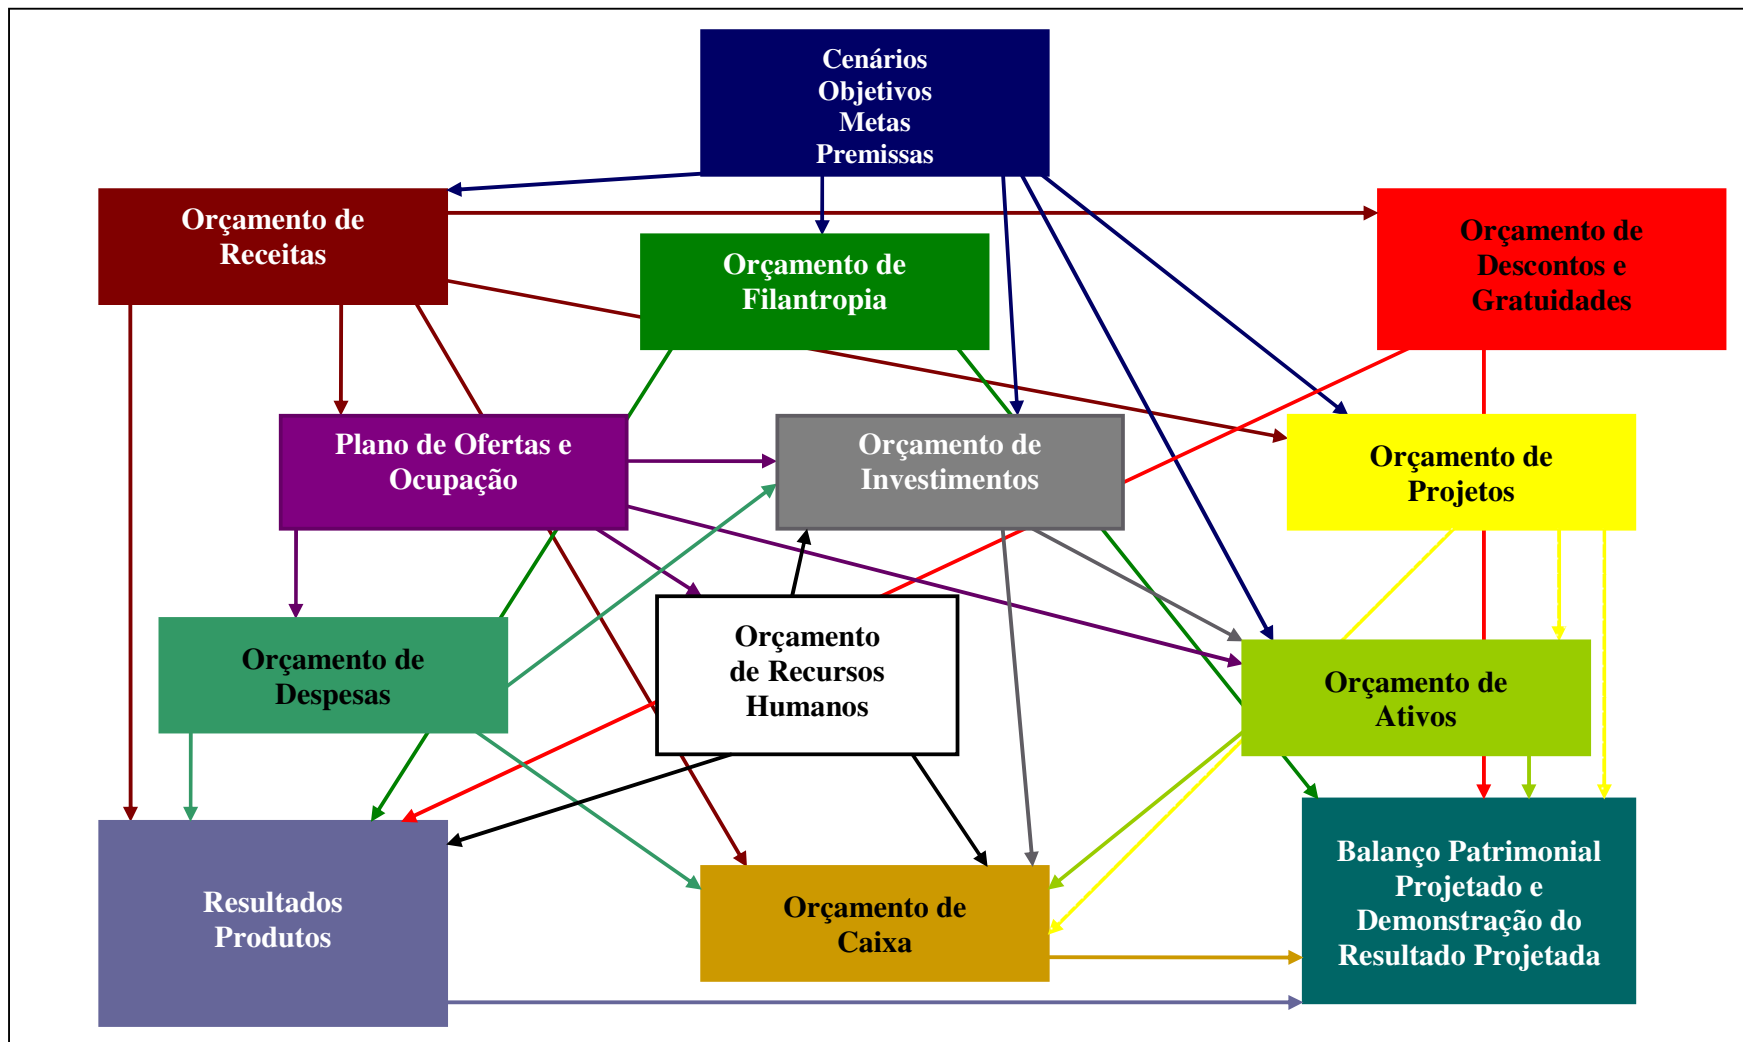 Cenários
Objetivos
Metas
Premissas
Orçamento de
Receitas
Orçamento de
Filantropia
Orçamento de
Descontos e
Gratuidades
Plano de Ofertas e
Ocupação
Orçamento de
Investimentos
Orçamento de
Projetos
Orçamento de
Despesas
Orçamento
de Recursos
Humanos
Orçamento de
Ativos
Resultados
Produtos
Orçamento de
Caixa
Balanço Patrimonial
Projetado e
Demonstração do
Resultado Projetada